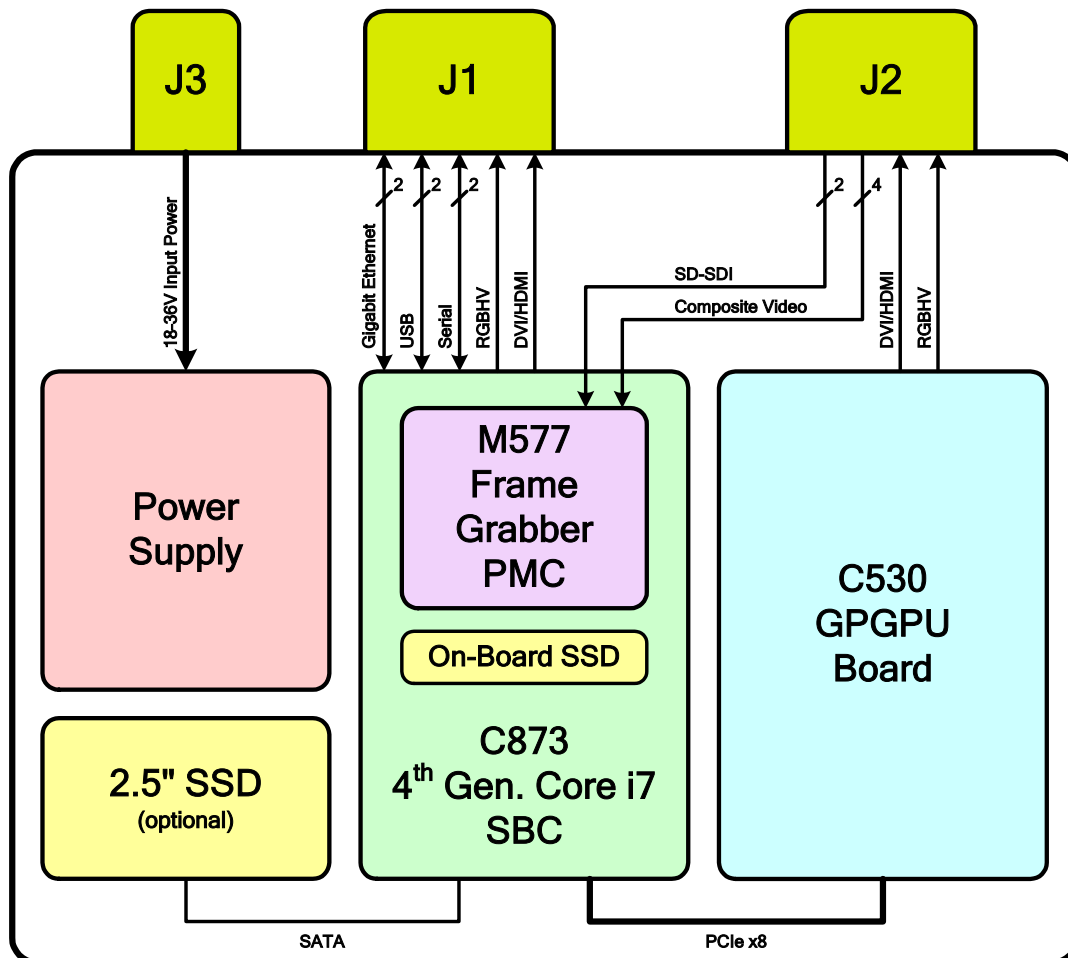 J3
J1
J2
2
2
2
2
4
18-36V Input Power
Gigabit Ethernet
USB
Serial
RGBHV
DVI/HDMI
SD-SDI
Composite Video
DVI/HDMI
RGBHV
Power
Supply
M577
Frame
Grabber
PMC
On-Board SSD
C873
4th Gen. Core i7
SBC
C530
GPGPU
Board
2.5" SSD
(optional)
SATA
PCIe x8